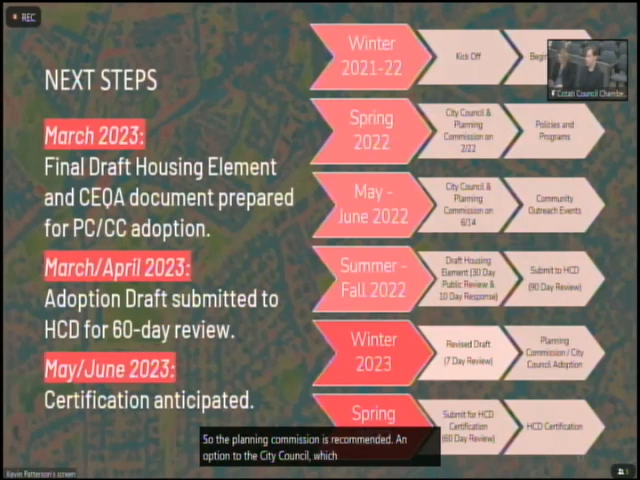 REC
NEXT STEPS
March 2023:
Final Draft Housing Element
and CEQA document prepared
for PC/CC adoption.
March/April 2023:
Adoption Draft submitted to
HCD for 60-day review.
May/June 2023:
Certification anticipated.
Winter
2021-22
Kick Off
Spring
2022
City Council &
Planning
Commission on
2/22
Policies and
Programs
May -
June 2022
City Council &
Planning
Commission on
6/14
Community
Outreach Events
Summer -
Fall 2022
Draft Housing
Element (30 Day
Public Review &
10 Day Response)
Submit to HCD
(90 Day Review)
Winter
2023
Revised Draft
(7 Day Review)
Planning
Commission / City
Council Adoption
Spring
Submit for HCD
Certification
(60 Day Review)
HCD Certification
Cotati Council Chambe...
So the planning commission is recommended. An
option to the City Council, which
Kevin Patterson's screen